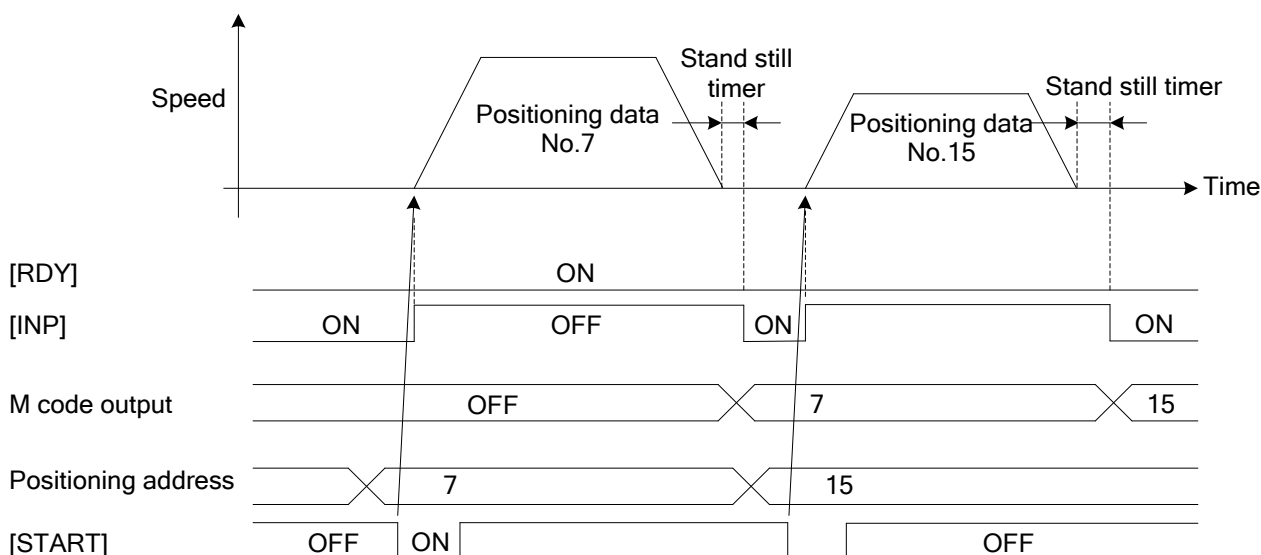 Stand still
timer
Stand still timer
Speed
Positioning data
No.7
Positioning data
No.15
Time
[RDY] ON
[INP] ON OFF ON ON
M code output OFF 7 15
Positioning address 7 15
[START] OFF ON OFF